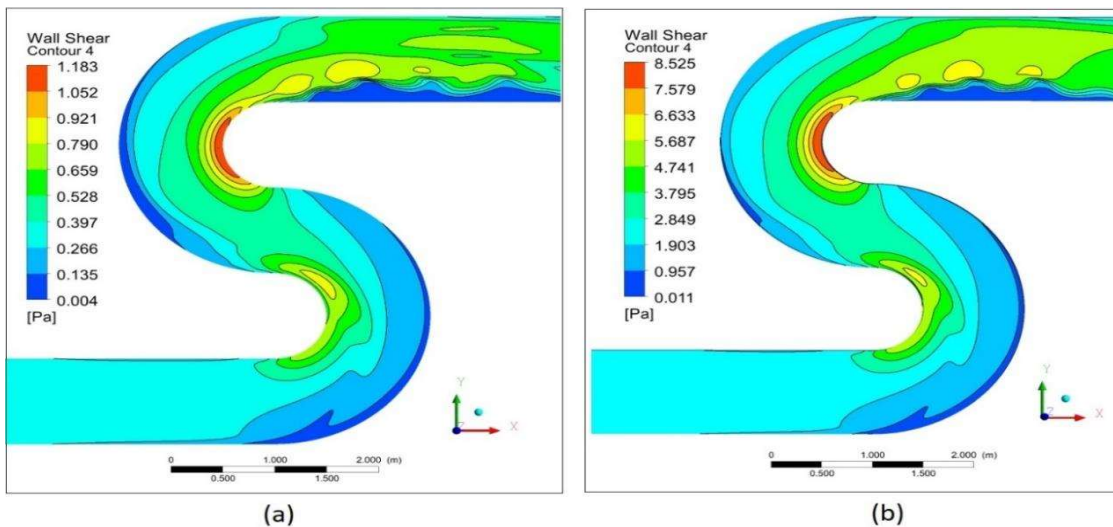 Wall Shear
Contour 4
1.183
1.052
0.921
0.790
0.659
0.528
0.397
0.266
0.135
0.004
[Pa]
Y
Z
X
0
1.000
2.000 (m)
0.500
1.500
(a)
Wall Shear
Contour 4
8.525
7.579
6.633
5.687
4.741
3.795
2.849
1.903
0.957
0.011
[Pa]
Y
Z
X
0
1.000
2.000 (m)
0.500
1.500
(b)